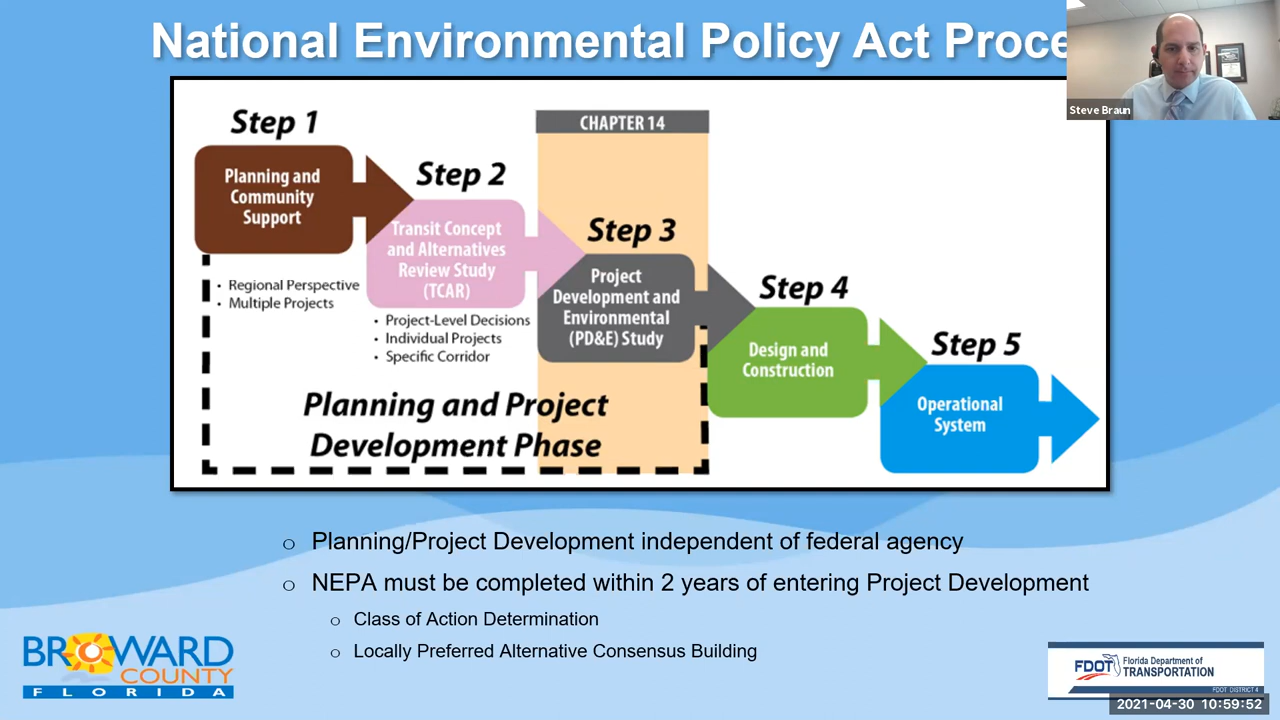 National Environmental Policy Act Proce
Steve Braun
Step 1
Planning and
Community
Support
Regional Perspective
Multiple Projects
Step 2
Transit Concept
and Alternatives
Review Study
(TCAR)
Project-Level Decisions
Individual Projects
Specific Corridor
CHAPTER 14
Step 3
Project
Development and
Environmental
(PD&E) Study
Step 4
Design and
Construction
Step 5
Operational
System
Planning and Project
Development Phase
Planning/Project Development independent of federal agency
NEPA must be completed within 2 years of entering Project Development
Class of Action Determination
Locally Preferred Alternative Consensus Building
BROWARD
COUNTY
FLORIDA
FDOT
Florida Department of
TRANSPORTATION
FDOT DISTRICT 4
2021-04-30 10:59:52